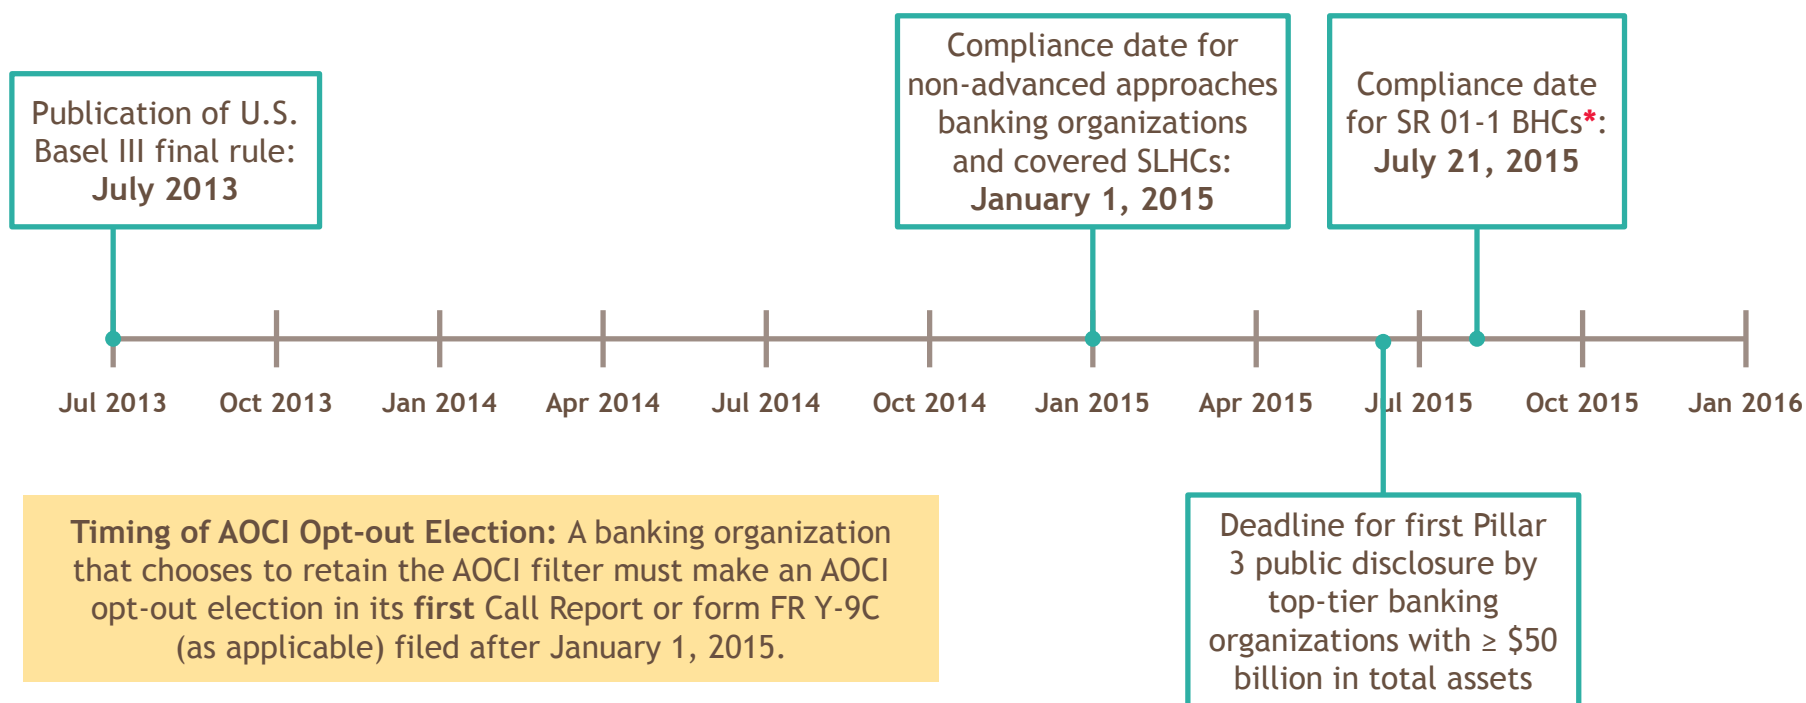 Publication of U.S.
Basel III final rule:
July 2013
Compliance date for
non-advanced approaches
banking organizations
and covered SLHCs:
January 1, 2015
Compliance date
for SR 01-1 BHCs*:
July 21, 2015
Jul 2013
Oct 2013
Jan 2014
Apr 2014
Jul 2014
Oct 2014
Jan 2015
Apr 2015
Jul 2015
Oct 2015
Jan 2016
Timing of AOCI Opt-out Election: A banking organization
that chooses to retain the AOCI filter must make an AOCI
opt-out election in its first Call Report or form FR Y-9C
(as applicable) filed after January 1, 2015.
Deadline for first Pillar
3 public disclosure by
top-tier banking
organizations with ≥ $50
billion in total assets